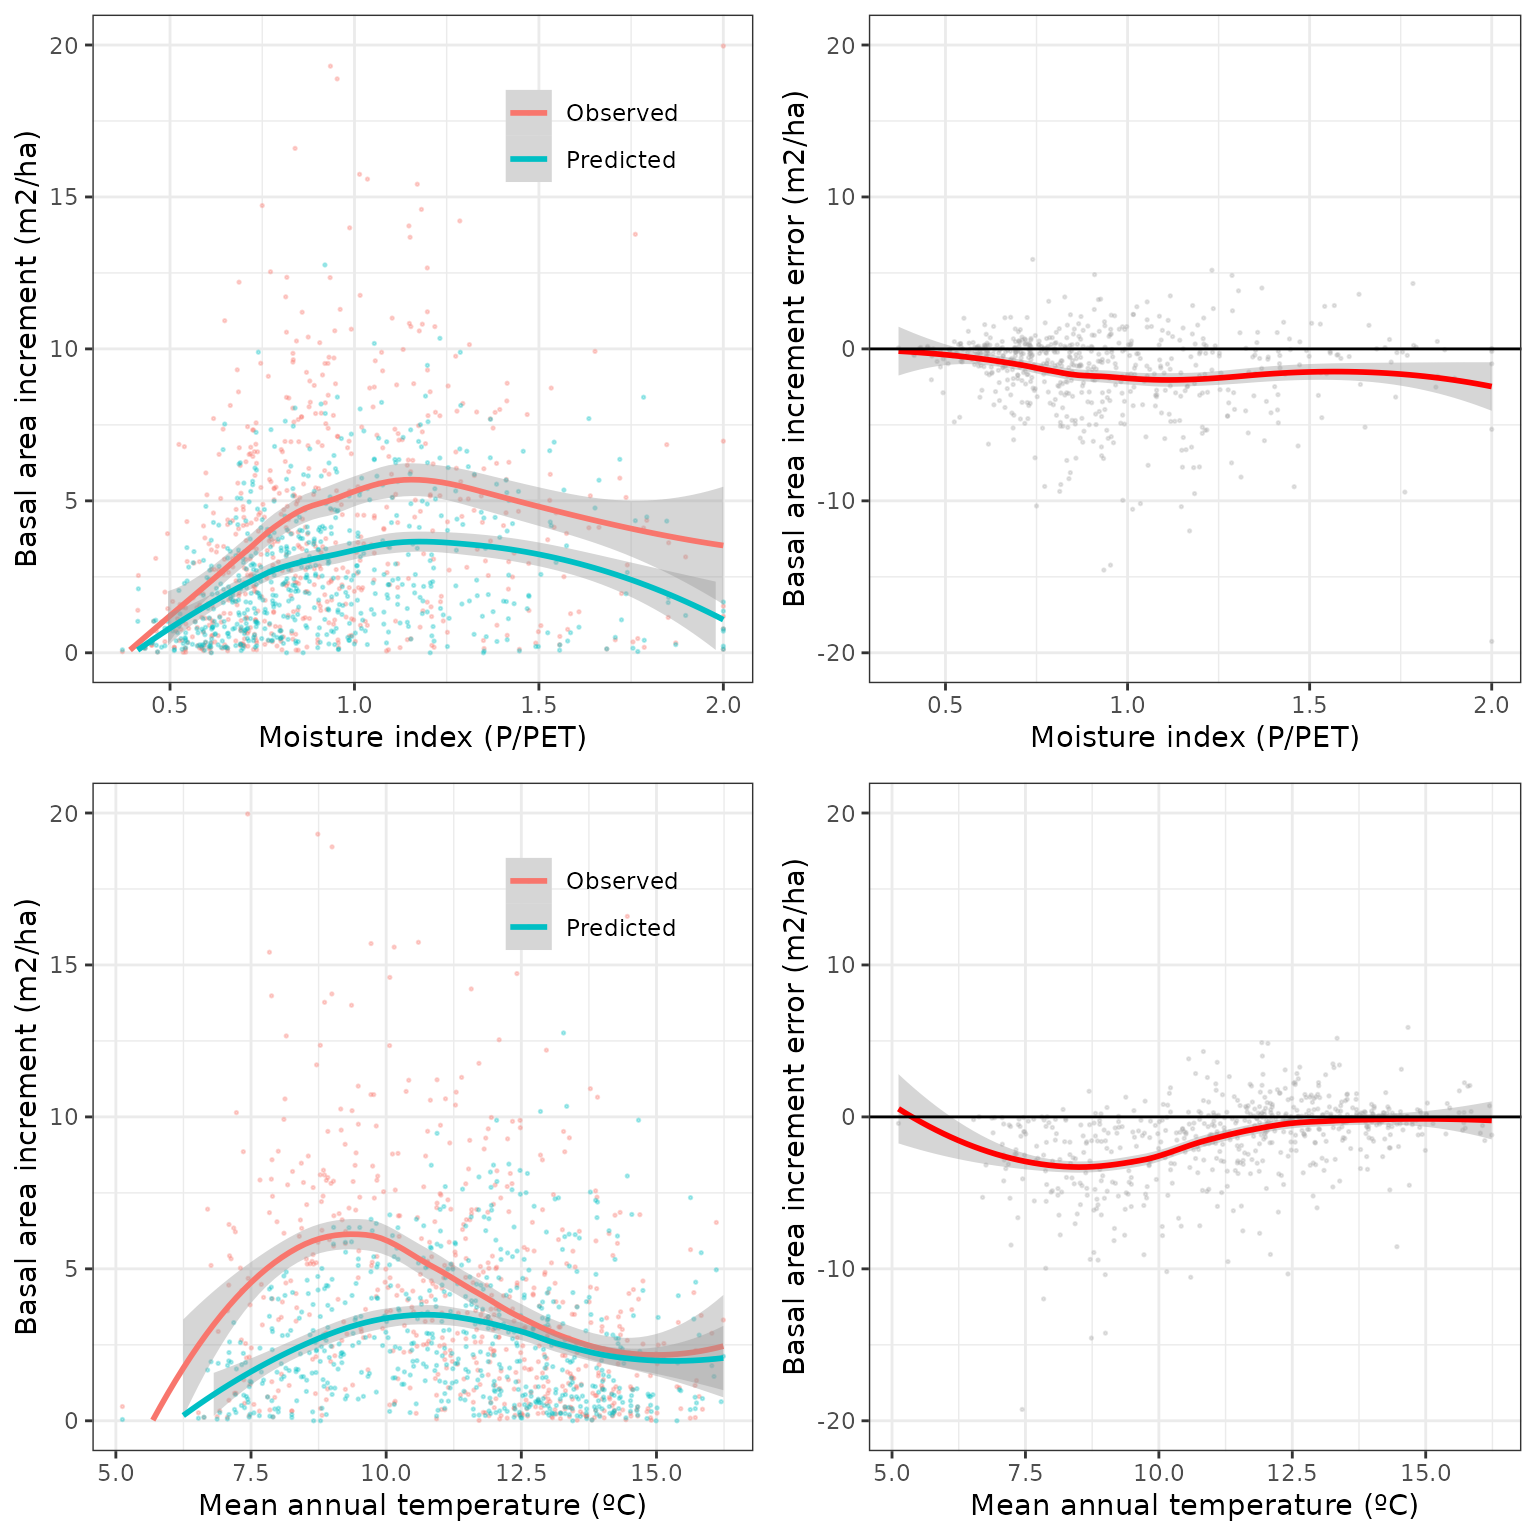 Basal area increment (m2/ha)
20
15
10
5
0
Observed
Predicted
0.5 1.0 1.5 2.0
Moisture index (P/PET)
Basal area increment error (m2/ha)
20
10
0
-10
-20
0.5 1.0 1.5 2.0
Moisture index (P/PET)
Basal area increment (m2/ha)
20
15
10
5
0
Observed
Predicted
5.0 7.5 10.0 12.5 15.0
Mean annual temperature (ºC)
Basal area increment error (m2/ha)
20
10
0
-10
-20
5.0 7.5 10.0 12.5 15.0
Mean annual temperature (ºC)